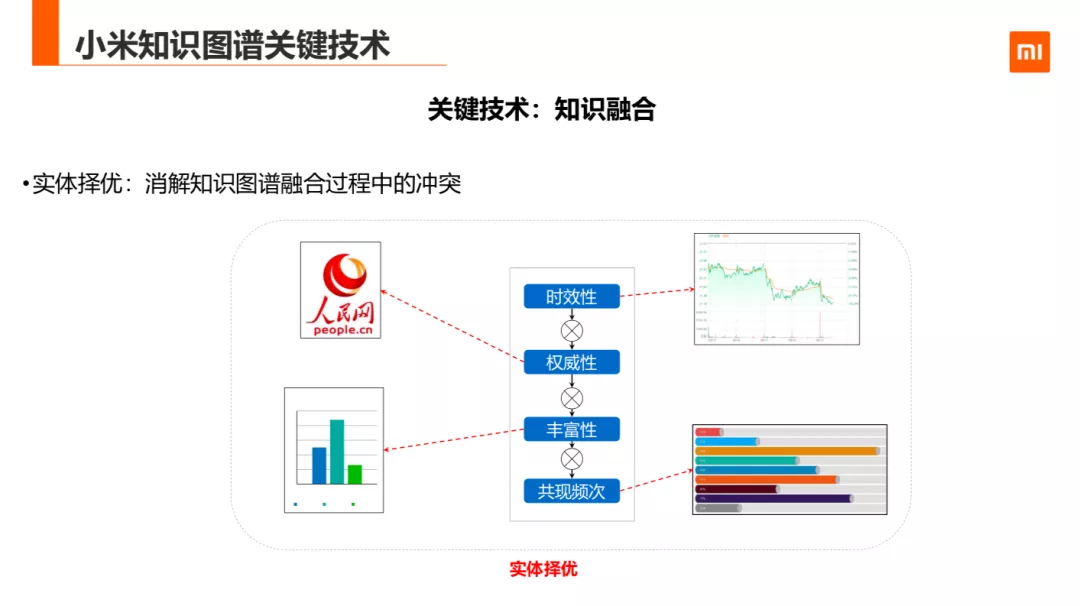 小米知识图谱关键技术
mi
关键技术：知识融合
•实体择优：消解知识图谱融合过程中的冲突
人民网
people.cn
时效性
权威性
丰富性
共现频次
实体择优